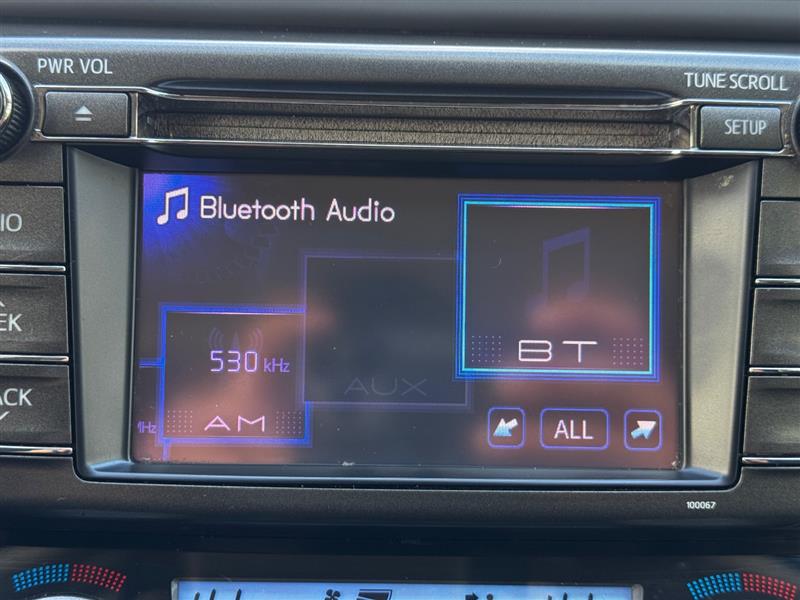 PWR VOL
TUNE SCROLL
SETUP
Bluetooth Audio
530 kHz
AM
AUX
BT
ALL
100067